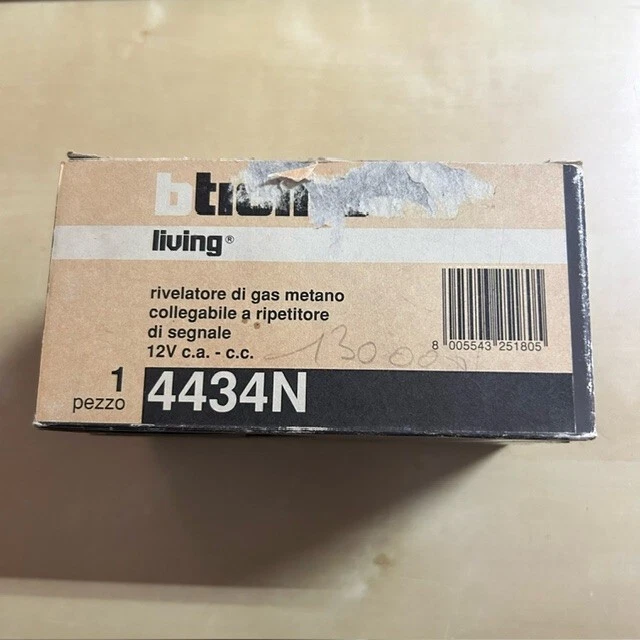 living®
rivelatore di gas metano
collegabile a ripetitore
di segnale
12V c.a. - c.c.
8 005543 251805
1
pezzo
4434N